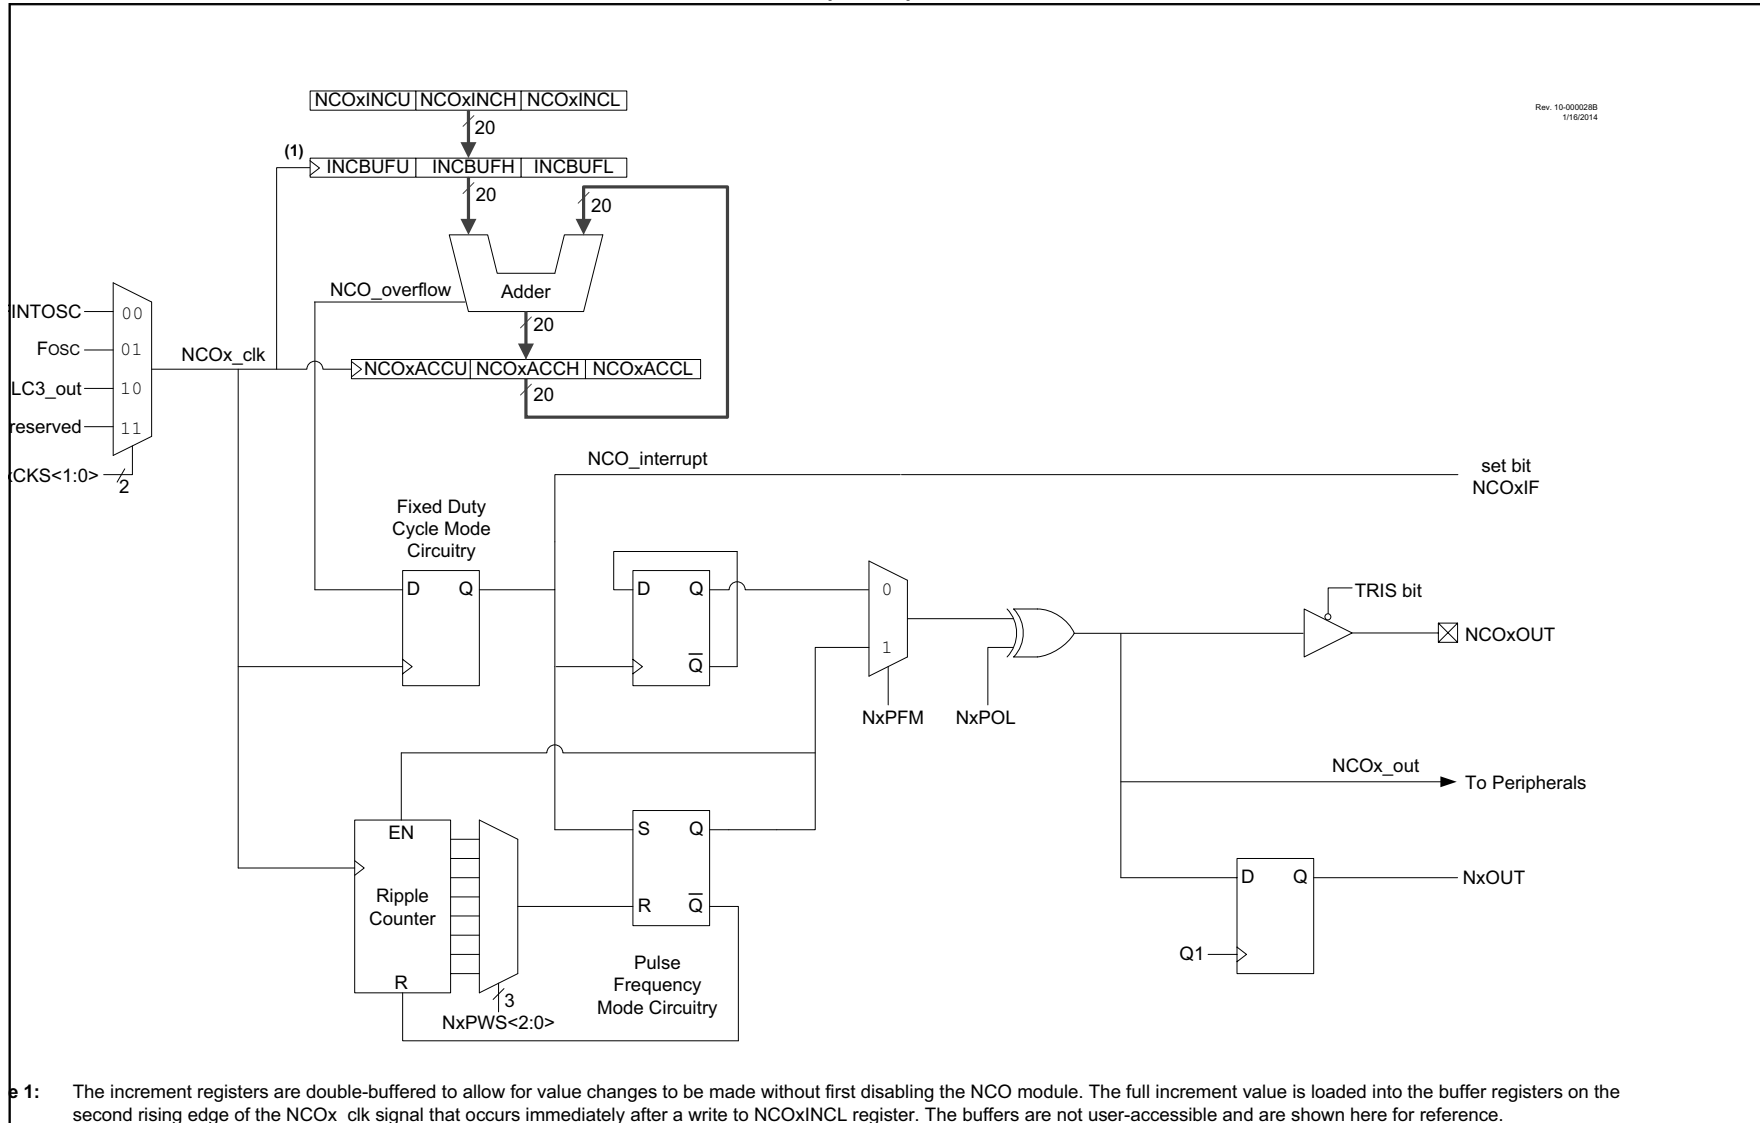 Rev. 10-000028B
1/16/2014
NCOxINCU NCOxINCH NCOxINCL
20
(1)
INCBUFU INCBUFH INCBUFL
20
20
NCO_overflow
Adder
20
INTOSC
00
FOSC
01
LC3_out
10
reserved
11
CKS<1:0>
2
NCOx_clk
NCOxACCU NCOxACCH NCOxACCL
20
NCO_interrupt
set bit
NCOxIF
Fixed Duty
Cycle Mode
Circuitry
D Q
D Q
Q
0
1
NxPFM
NxPOL
TRIS bit
NCOxOUT
NCOx_out
To Peripherals
EN
Ripple
Counter
R
3
NxPWS<2:0>
S Q
R Q
Pulse
Frequency
Mode Circuitry
D Q
NxOUT
Q1
e 1: The increment registers are double-buffered to allow for value changes to be made without first disabling the NCO module. The full increment value is loaded into the buffer registers on the
second rising edge of the NCOx_clk signal that occurs immediately after a write to NCOxINCL register. The buffers are not user-accessible and are shown here for reference.